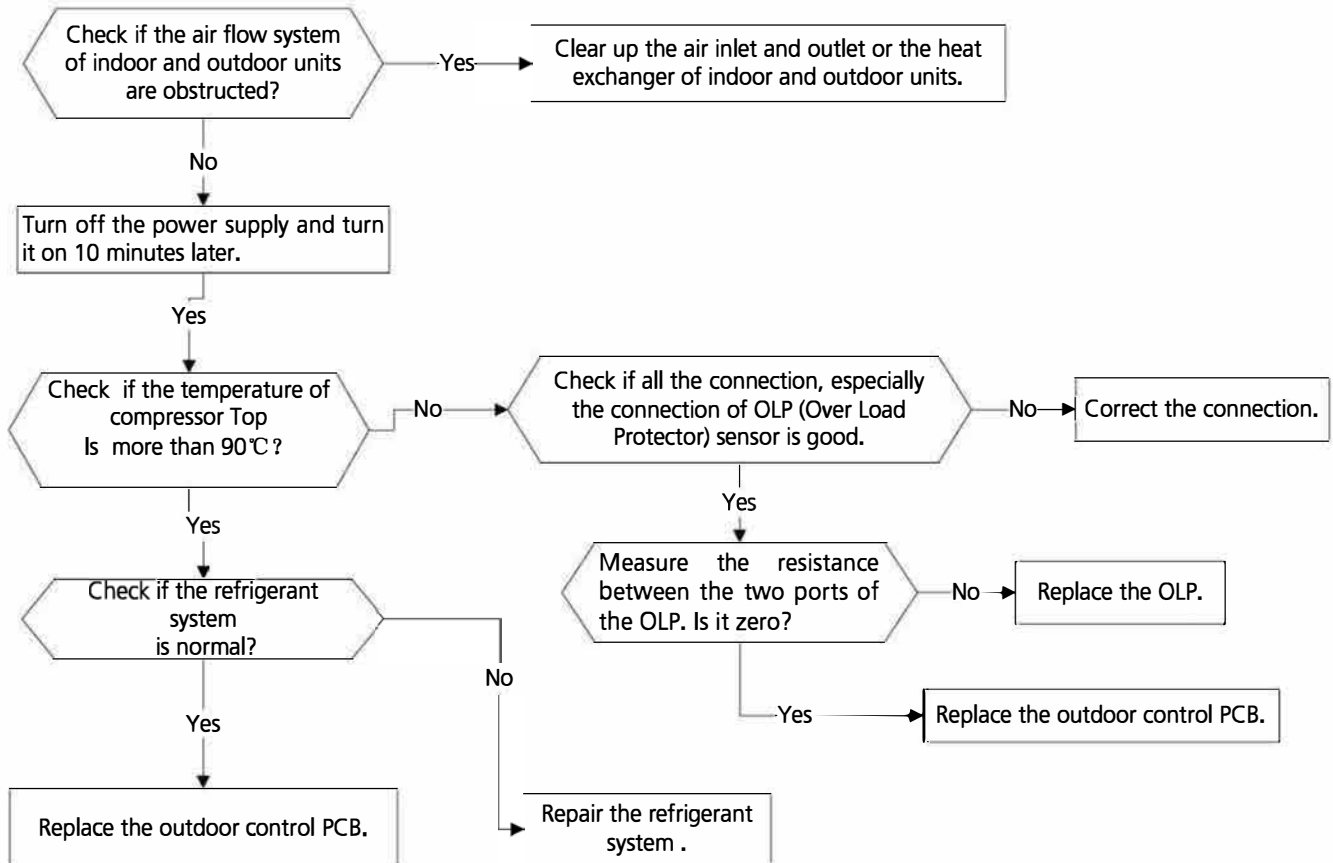 Check if the air flow system
of indoor and outdoor units
are obstructed?
Yes
Clear up the air inlet and outlet or the heat
exchanger of indoor and outdoor units.
No
Turn off the power supply and turn
it on 10 minutes later.
Yes
Check if the temperature of
compressor Top
Is more than 90℃?
No
Check if all the connection, especially
the connection of OLP (Over Load
Protector) sensor is good.
No
Correct the connection.
Yes
Yes
Measure the resistance
between the two ports of
the OLP. Is it zero?
No
Replace the OLP.
Check if the refrigerant
system
is normal?
No
Yes
Yes
Replace the outdoor control PCB.
Replace the outdoor control PCB.
Repair the refrigerant
system .